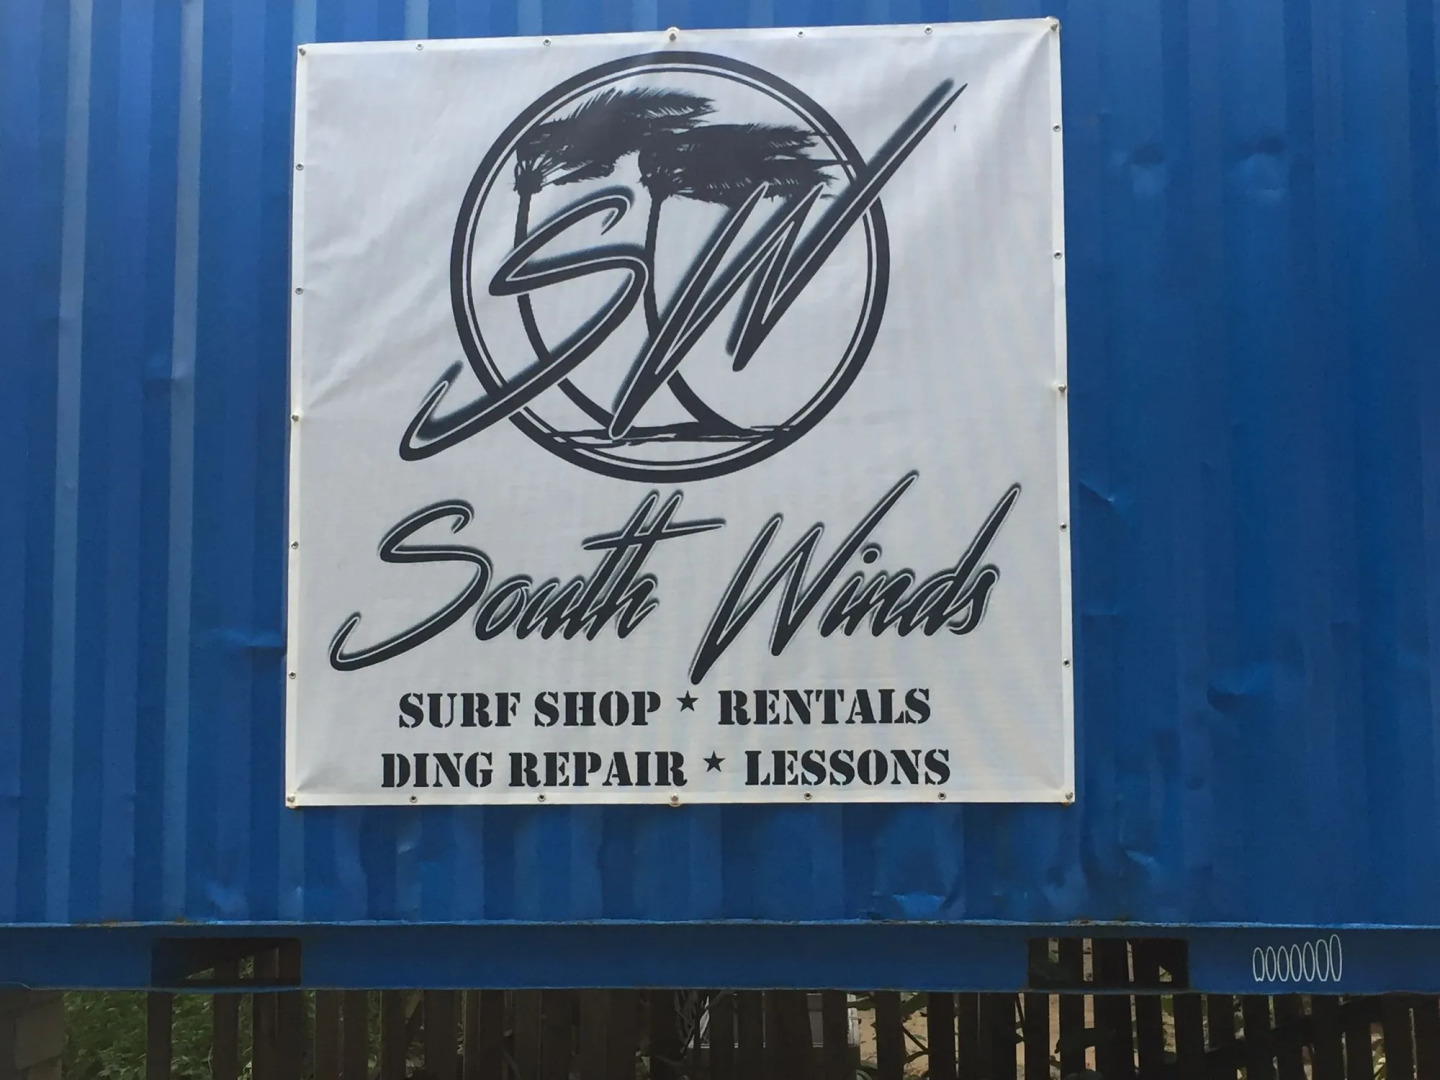 SW
South Winds
SURF SHOP ★ RENTALS
DING REPAIR ★ LESSONS